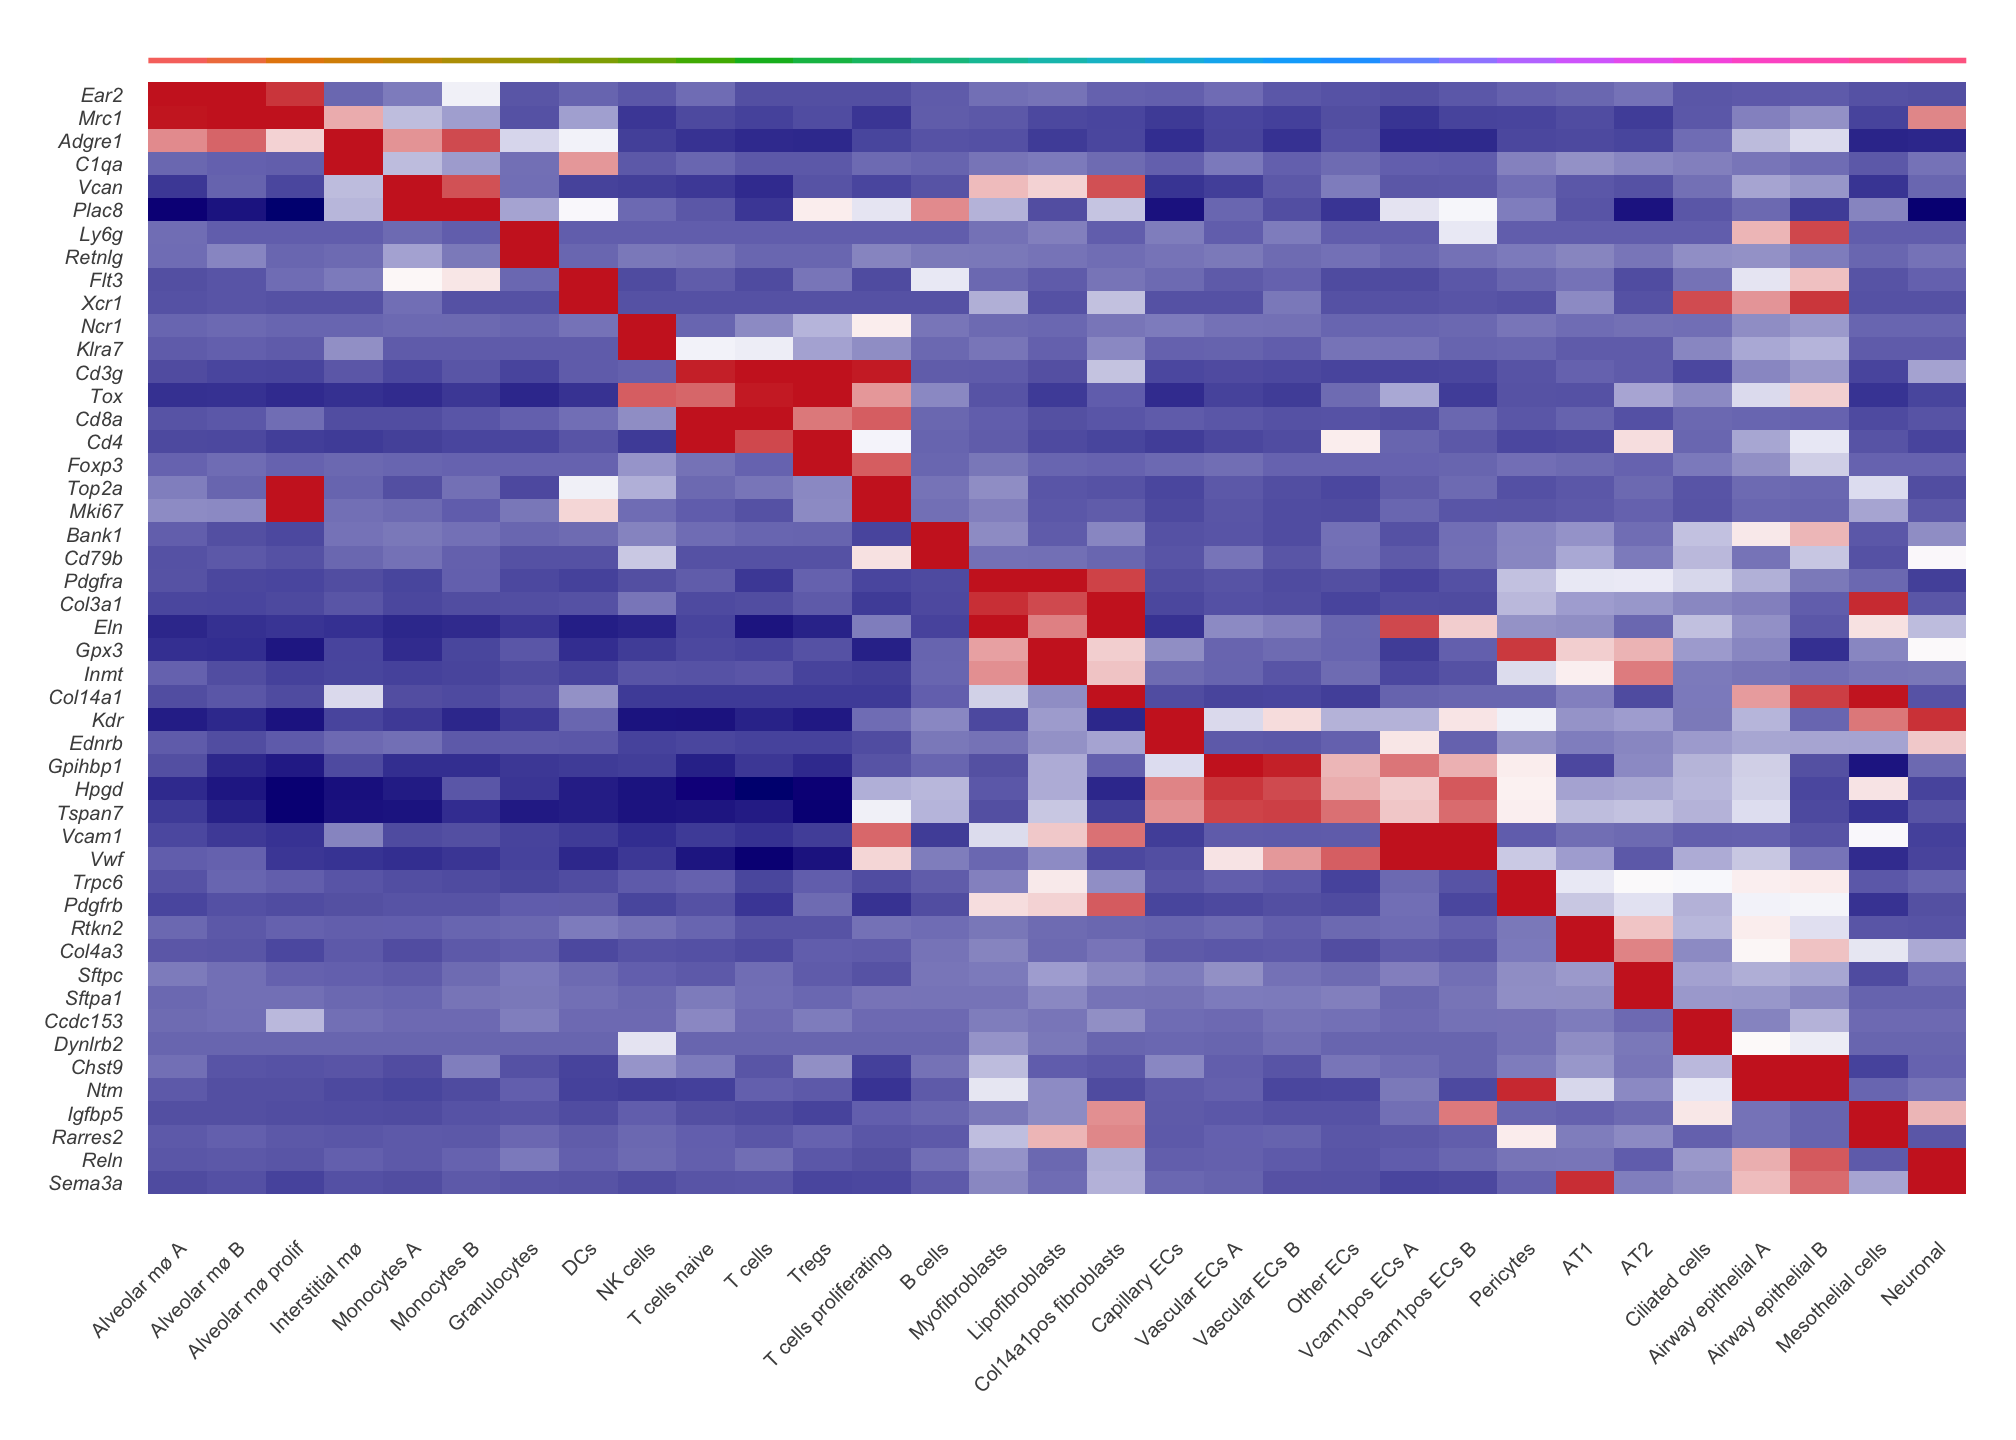 Ear2
Mrc1
Adgre1
C1qa
Vcan
Plac8
Ly6g
Retnlg
Flt3
Xcr1
Ncr1
Klra7
Cd3g
Tox
Cd8a
Cd4
Foxp3
Top2a
Mki67
Bank1
Cd79b
Pdgfra
Col3a1
Eln
Gpx3
Inmt
Col14a1
Kdr
Ednrb
Gpihbp1
Hpgd
Tspan7
Vcam1
Vwf
Trpc6
Pdgfrb
Rtkn2
Col4a3
Sftpc
Sftpa1
Ccdc153
Dynlrb2
Chst9
Ntm
Igfbp5
Rarres2
Reln
Sema3a
Alveolar mø A
Alveolar mø B
Alveolar mø prolif
Interstitial mø
Monocytes A
Monocytes B
Granulocytes
DCs
NK cells
T cells naive
T cells
Tregs
T cells proliferating
B cells
Myofibroblasts
Lipofibroblasts
Col14a1pos fibroblasts
Capillary ECs
Vascular ECs A
Vascular ECs B
Other ECs
Vcam1pos ECs A
Vcam1pos ECs B
Pericytes
AT1
AT2
Ciliated cells
Airway epithelial A
Airway epithelial B
Mesothelial cells
Neuronal